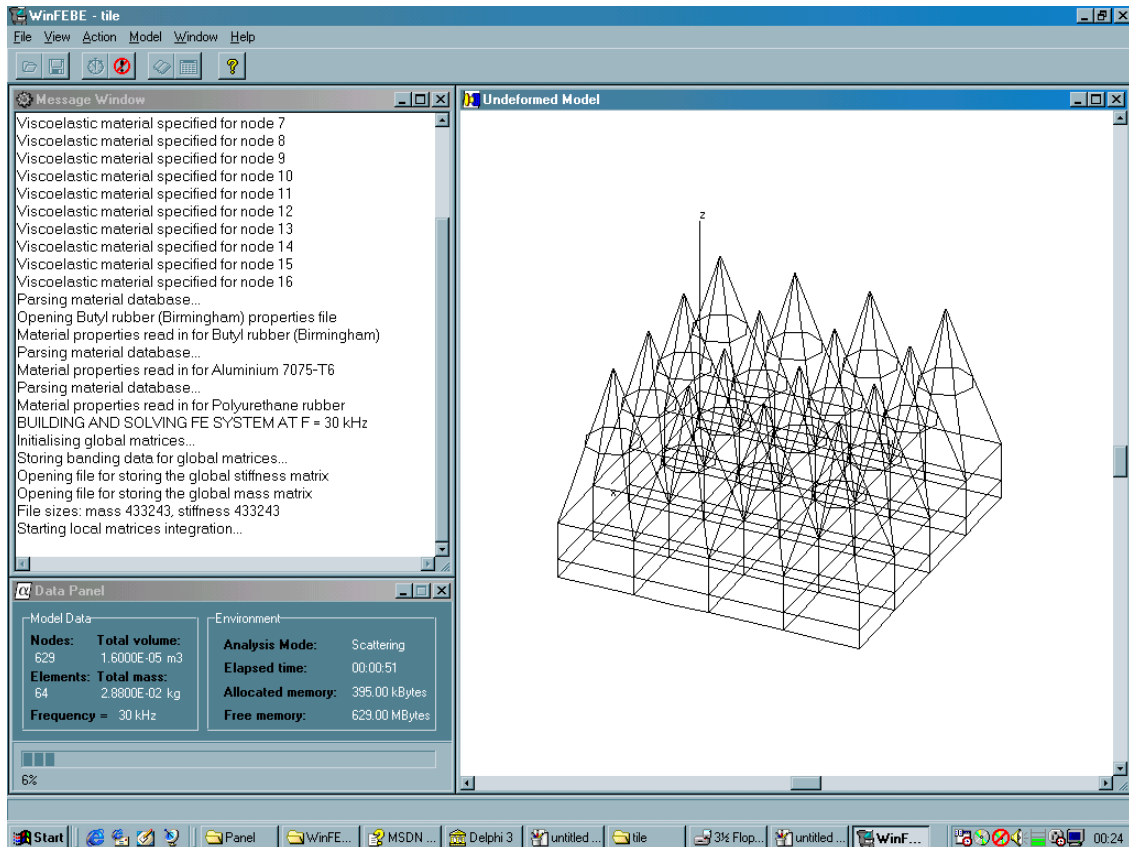 WinFEBE - tile
File View Action Model Window Help
Message Window
Viscoelastic material specified for node 7
Viscoelastic material specified for node 8
Viscoelastic material specified for node 9
Viscoelastic material specified for node 10
Viscoelastic material specified for node 11
Viscoelastic material specified for node 12
Viscoelastic material specified for node 13
Viscoelastic material specified for node 14
Viscoelastic material specified for node 15
Viscoelastic material specified for node 16
Parsing material database...
Opening Butyl rubber (Birmingham) properties file
Material properties read in for Butyl rubber (Birmingham)
Parsing material database...
Material properties read in for Aluminium 7075-T6
Parsing material database...
Material properties read in for Polyurethane rubber
BUILDING AND SOLVING FE SYSTEM AT F = 30 kHz
Initialising global matrices...
Storing banding data for global matrices...
Opening file for storing the global stiffness matrix
Opening file for storing the global mass matrix
File sizes: mass 433243, stiffness 433243
Starting local matrices integration...
Undeformed Model
z
x
α Data Panel
Model Data
Nodes: Total volume:
629 1.6000E-05 m3
Elements: Total mass:
64 2.8800E-02 kg
Frequency = 30 kHz
Environment
Analysis Mode: Scattering
Elapsed time: 00:00:51
Allocated memory: 395.00 kBytes
Free memory: 629.00 MBytes
6%
Start
Panel
WinFE...
MSDN ...
Delphi 3
untitled ...
tile
3½ Flop...
untitled ...
WinF...
00:24